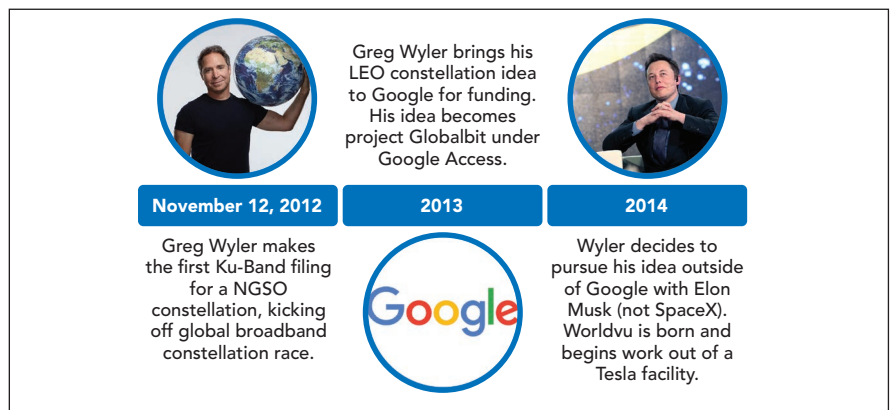 Greg Wyler brings his
LEO constellation idea
to Google for funding.
His idea becomes
project Globalbit under
Google Access.
November 12, 2012
2013
2014
Greg Wyler makes
the first Ku-Band filing
for a NGSO
constellation, kicking
off global broadband
constellation race.
Google
Wyler decides to
pursue his idea outside
of Google with Elon
Musk (not SpaceX).
Worldvu is born and
begins work out of a
Tesla facility.